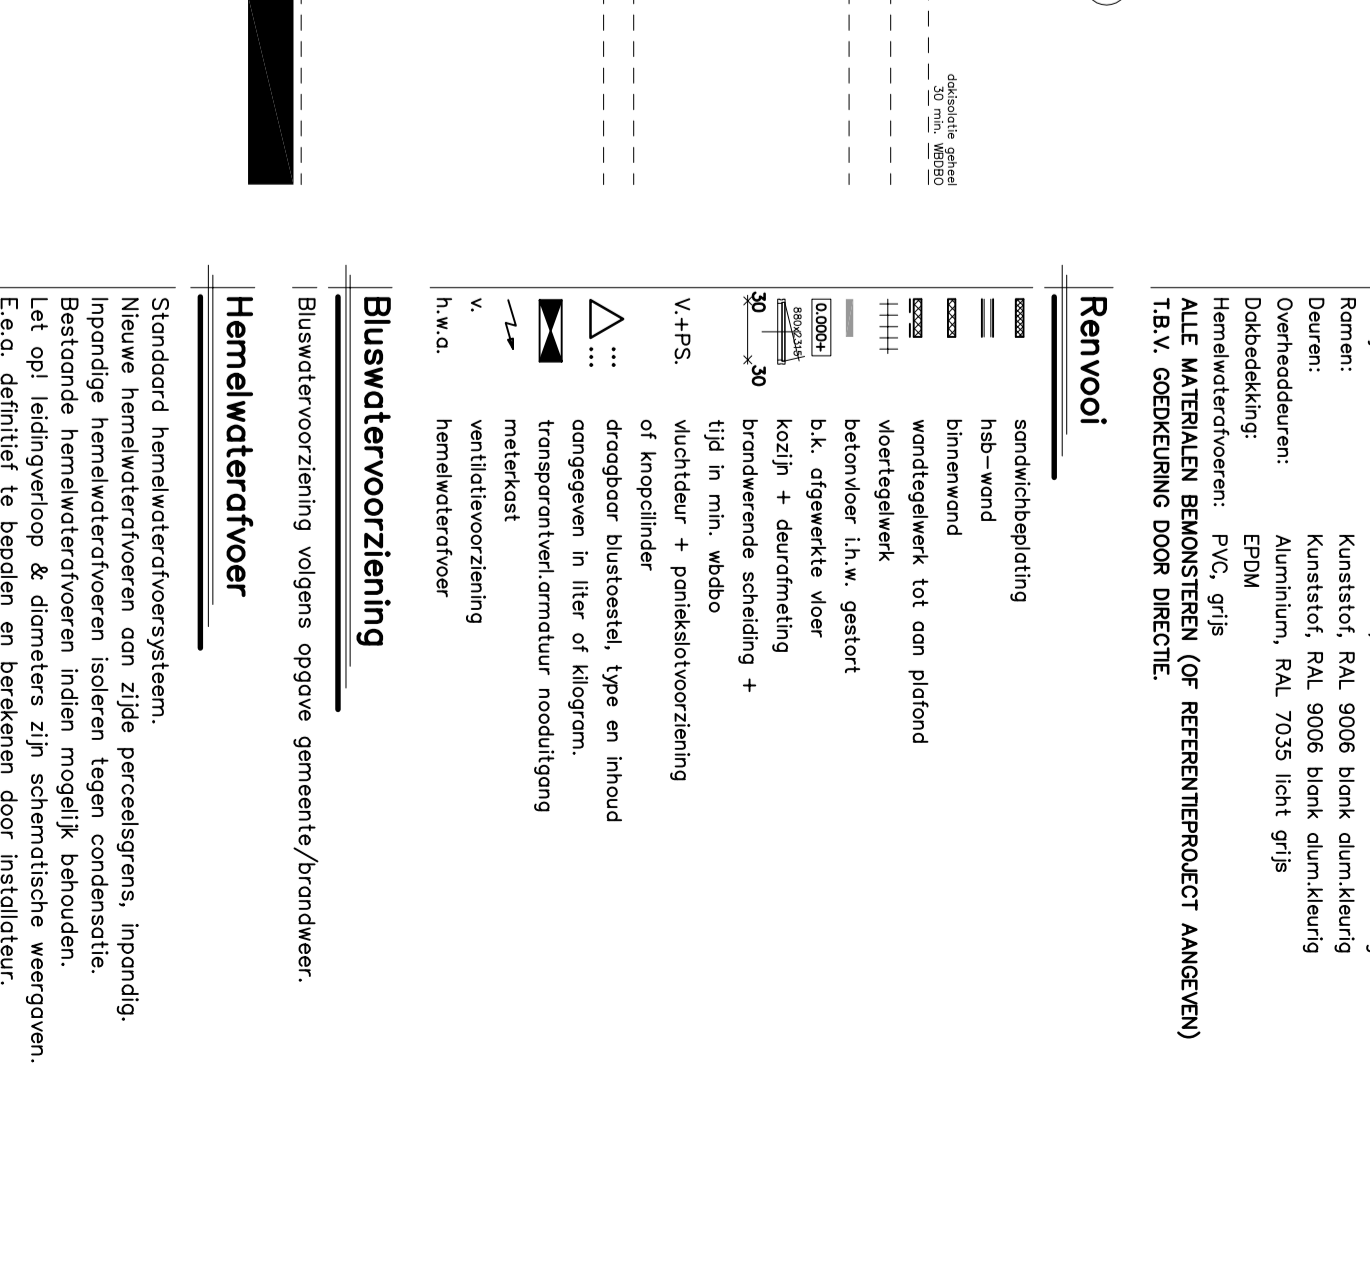 dakisolatie geheel
30 min. WBDBO
Ramen: Kunststof, RAL 9006 blank alum.kleurig
Deuren: Kunststof, RAL 9006 blank alum.kleurig
Overheaddeuren: Aluminium, RAL 7035 licht grijs
Dakbedekking: EPDM
Hemelwaterafvoeren: PVC, grijs
ALLE MATERIALEN BEMONSTEREN (OF REFERENTIEPROJECT AANGEVEN)
T.B.V. GOEDKEURING DOOR DIRECTIE.
Renvooi
sandwichbeplating
hsb-wand
binnenwand
wandtegelwerk tot aan plafond
vloertegelwerk
betonvloer i.h.w. gestort
0.000+ b.k. afgewerkte vloer
880x2315 kozijn + deurafmeting
30 30 brandwerende scheiding +
tijd in min. wbdbo
V.+PS. vluchtdeur + paniekslotvoorziening
of knopcilinder
... draagbaar blustoestel, type en inhoud
... aangegeven in liter of kilogram.
transparantverl.armatuur nooduitgang
meterkast
v. ventilatievoorziening
h.w.a. hemelwaterafvoer
Bluswatervoorziening
Bluswatervoorziening volgens opgave gemeente/brandweer.
Hemelwaterafvoer
Standaard hemelwaterafvoersysteem.
Nieuwe hemelwaterafvoeren aan zijde perceelsgrens, inpandig.
Inpandige hemelwaterafvoeren isoleren tegen condensatie.
Bestaande hemelwaterafvoeren indien mogelijk behouden.
Let op! leidingverloop & diameters zijn schematische weergaven.
E.e.a. definitief te bepalen en berekenen door installateur.